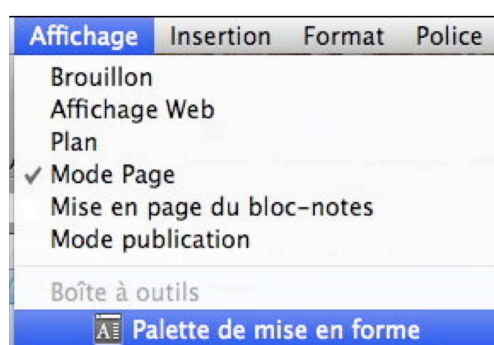 Affichage Insertion Format Police
Brouillon
Affichage Web
Plan
✓ Mode Page
Mise en page du bloc-notes
Mode publication
Boîte à outils
Palette de mise en forme